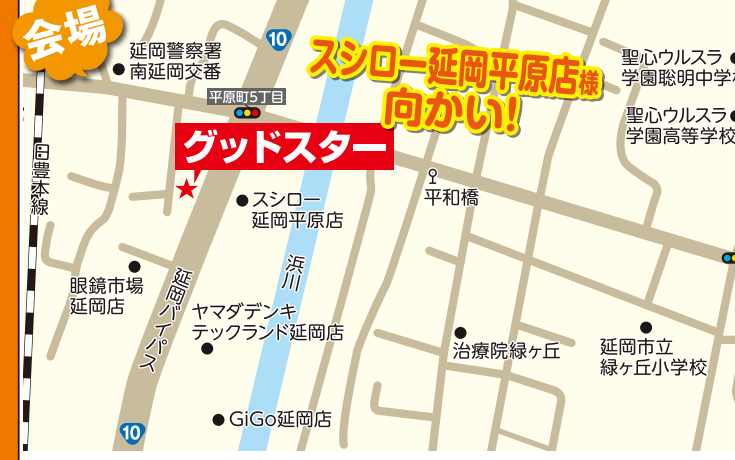 会場
延岡警察署
南延岡交番
10
スシロー延岡平原店様
向かい!
聖心ウルスラ
学園聡明中学校
聖心ウルスラ
学園高等学校
平原町5丁目
グッドスター
日豊本線
スシロー
延岡平原店
平和橋
浜川
眼鏡市場
延岡店
延岡バイパス
ヤマダデンキ
テックランド延岡店
治療院緑ヶ丘
延岡市立
緑ヶ丘小学校
GiGo延岡店
10